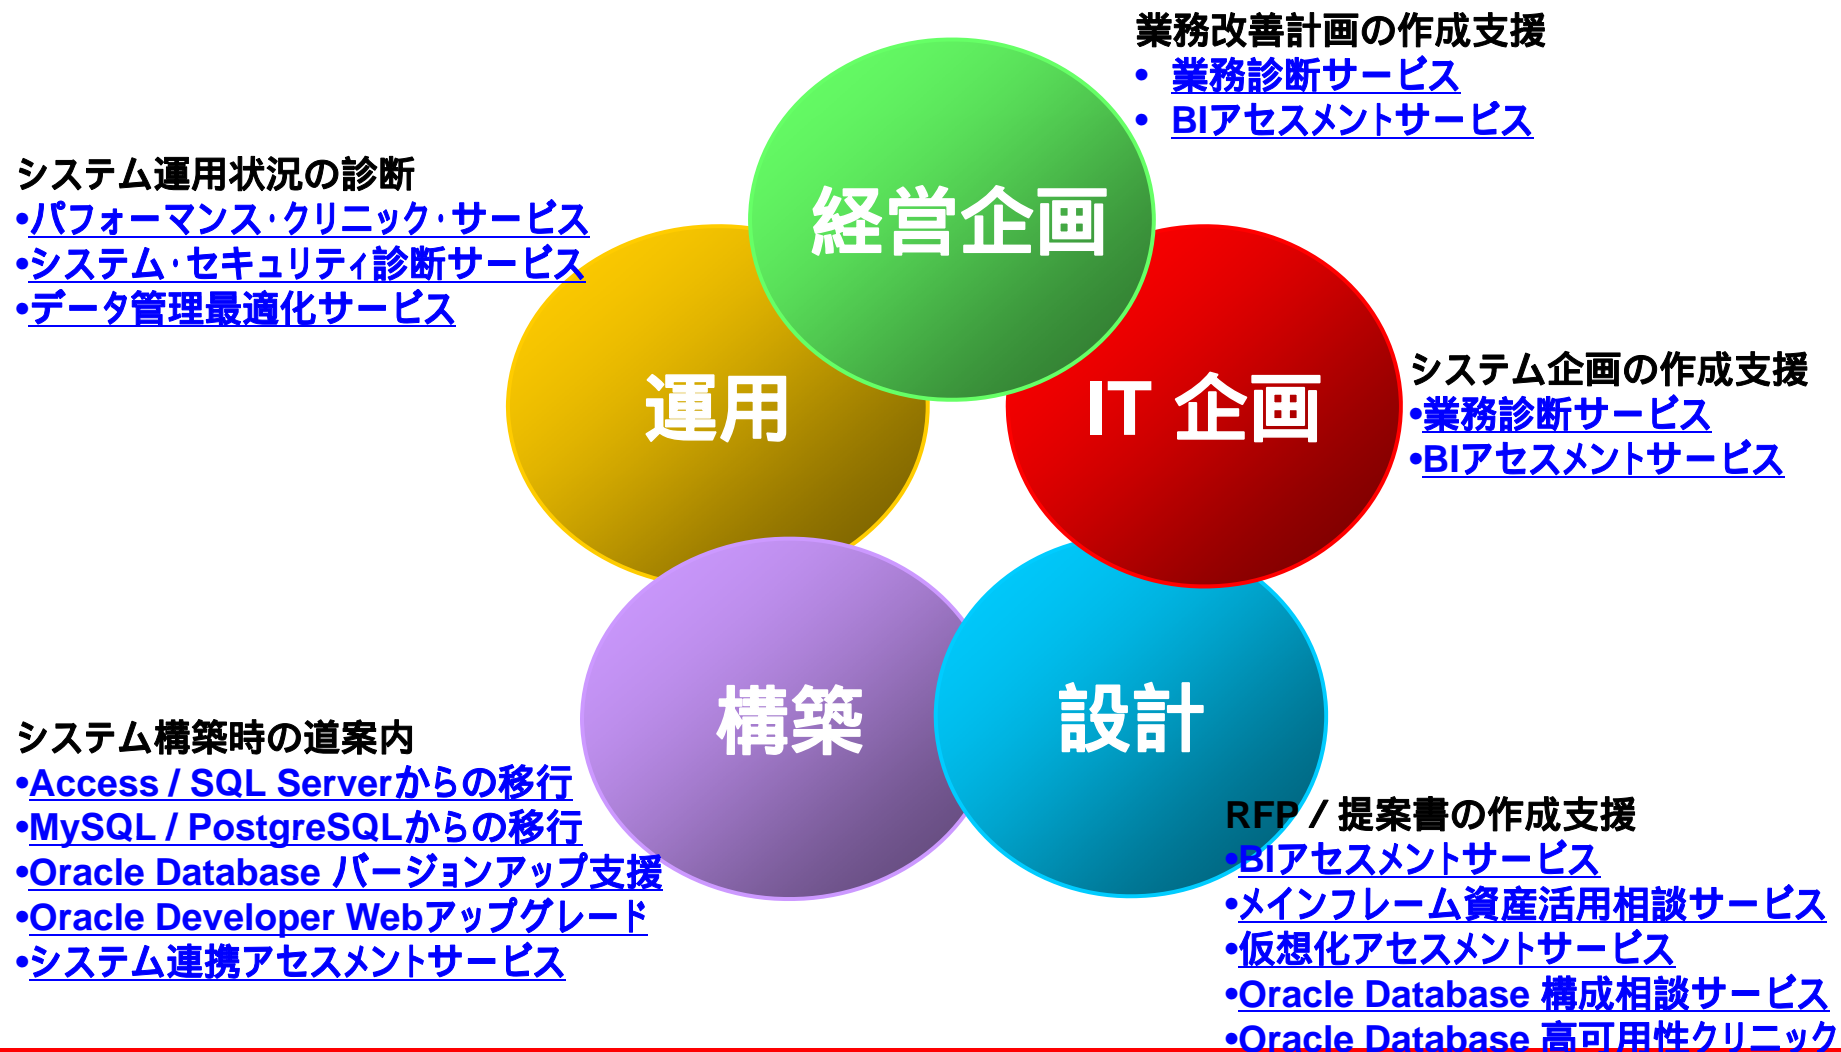 業務改善計画の作成支援
• 業務診断サービス
• BIアセスメントサービス
経営企画
システム運用状況の診断
•パフォーマンス・クリニック・サービス
•システム・セキュリティ診断サービス
•データ管理最適化サービス
運用
IT 企画
システム企画の作成支援
•業務診断サービス
•BIアセスメントサービス
構築
設計
システム構築時の道案内
•Access / SQL Serverからの移行
•MySQL / PostgreSQLからの移行
•Oracle Database バージョンアップ支援
•Oracle Developer Webアップグレード
•システム連携アセスメントサービス
RFP / 提案書の作成支援
•BIアセスメントサービス
•メインフレーム資産活用相談サービス
•仮想化アセスメントサービス
•Oracle Database 構成相談サービス
•Oracle Database 高可用性クリニック